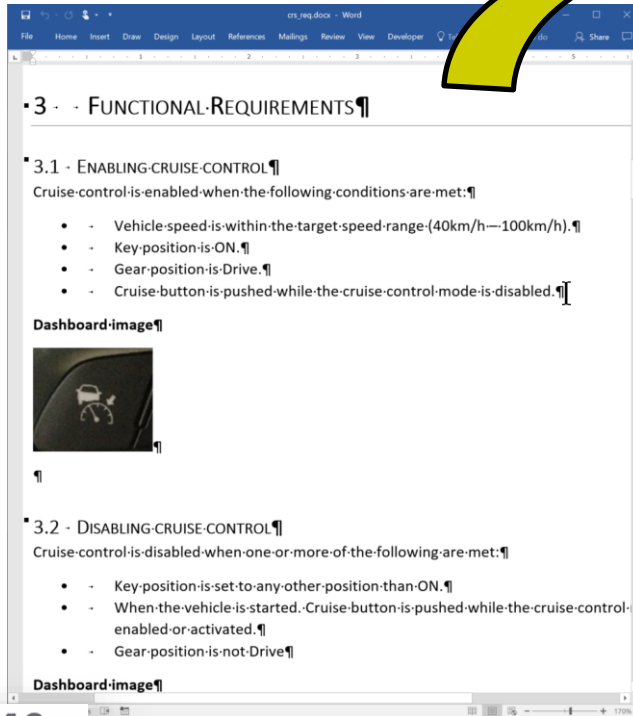 crs_req.docx - Word
File Home Insert Draw Design Layout References Mailings Review View Developer Share
1 2 3 5
3 FUNCTIONAL REQUIREMENTS¶
3.1 ENABLING CRUISE CONTROL¶
Cruise control is enabled when the following conditions are met:¶
• Vehicle speed is within the target speed range (40km/h – 100km/h).¶
• Key position is ON.¶
• Gear position is Drive.¶
• Cruise button is pushed while the cruise control mode is disabled.¶
Dashboard image¶
¶
¶
3.2 DISABLING CRUISE CONTROL¶
Cruise control is disabled when one or more of the following are met:¶
• Key position is set to any other position than ON.¶
• When the vehicle is started. Cruise button is pushed while the cruise control
enabled or activated.¶
• Gear position is not Drive¶
Dashboard image¶
170%